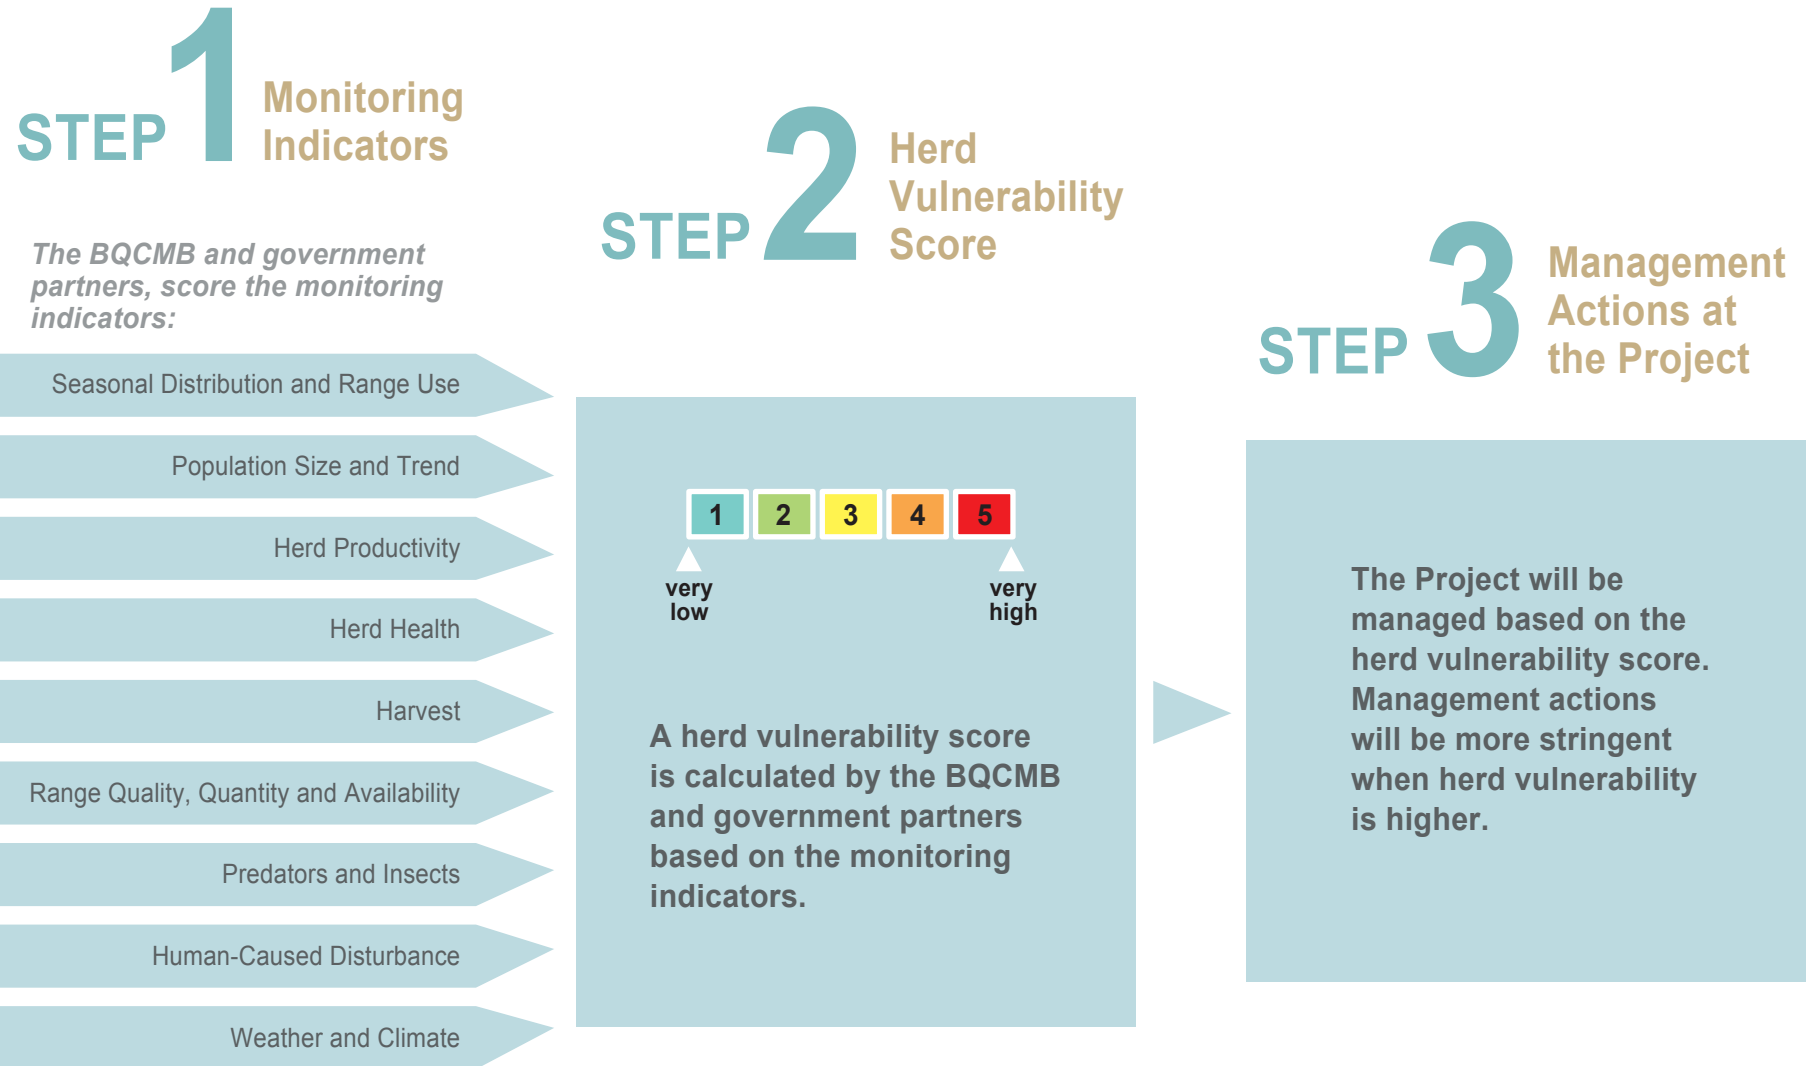 STEP 1 Monitoring
Indicators
The BQCMB and government
partners, score the monitoring
indicators:
Seasonal Distribution and Range Use
Population Size and Trend
Herd Productivity
Herd Health
Harvest
Range Quality, Quantity and Availability
Predators and Insects
Human-Caused Disturbance
Weather and Climate
STEP 2 Herd
Vulnerability
Score
1 2 3 4 5
very
low
very
high
A herd vulnerability score
is calculated by the BQCMB
and government partners
based on the monitoring
indicators.
STEP 3 Management
Actions at
the Project
The Project will be
managed based on the
herd vulnerability score.
Management actions
will be more stringent
when herd vulnerability
is higher.